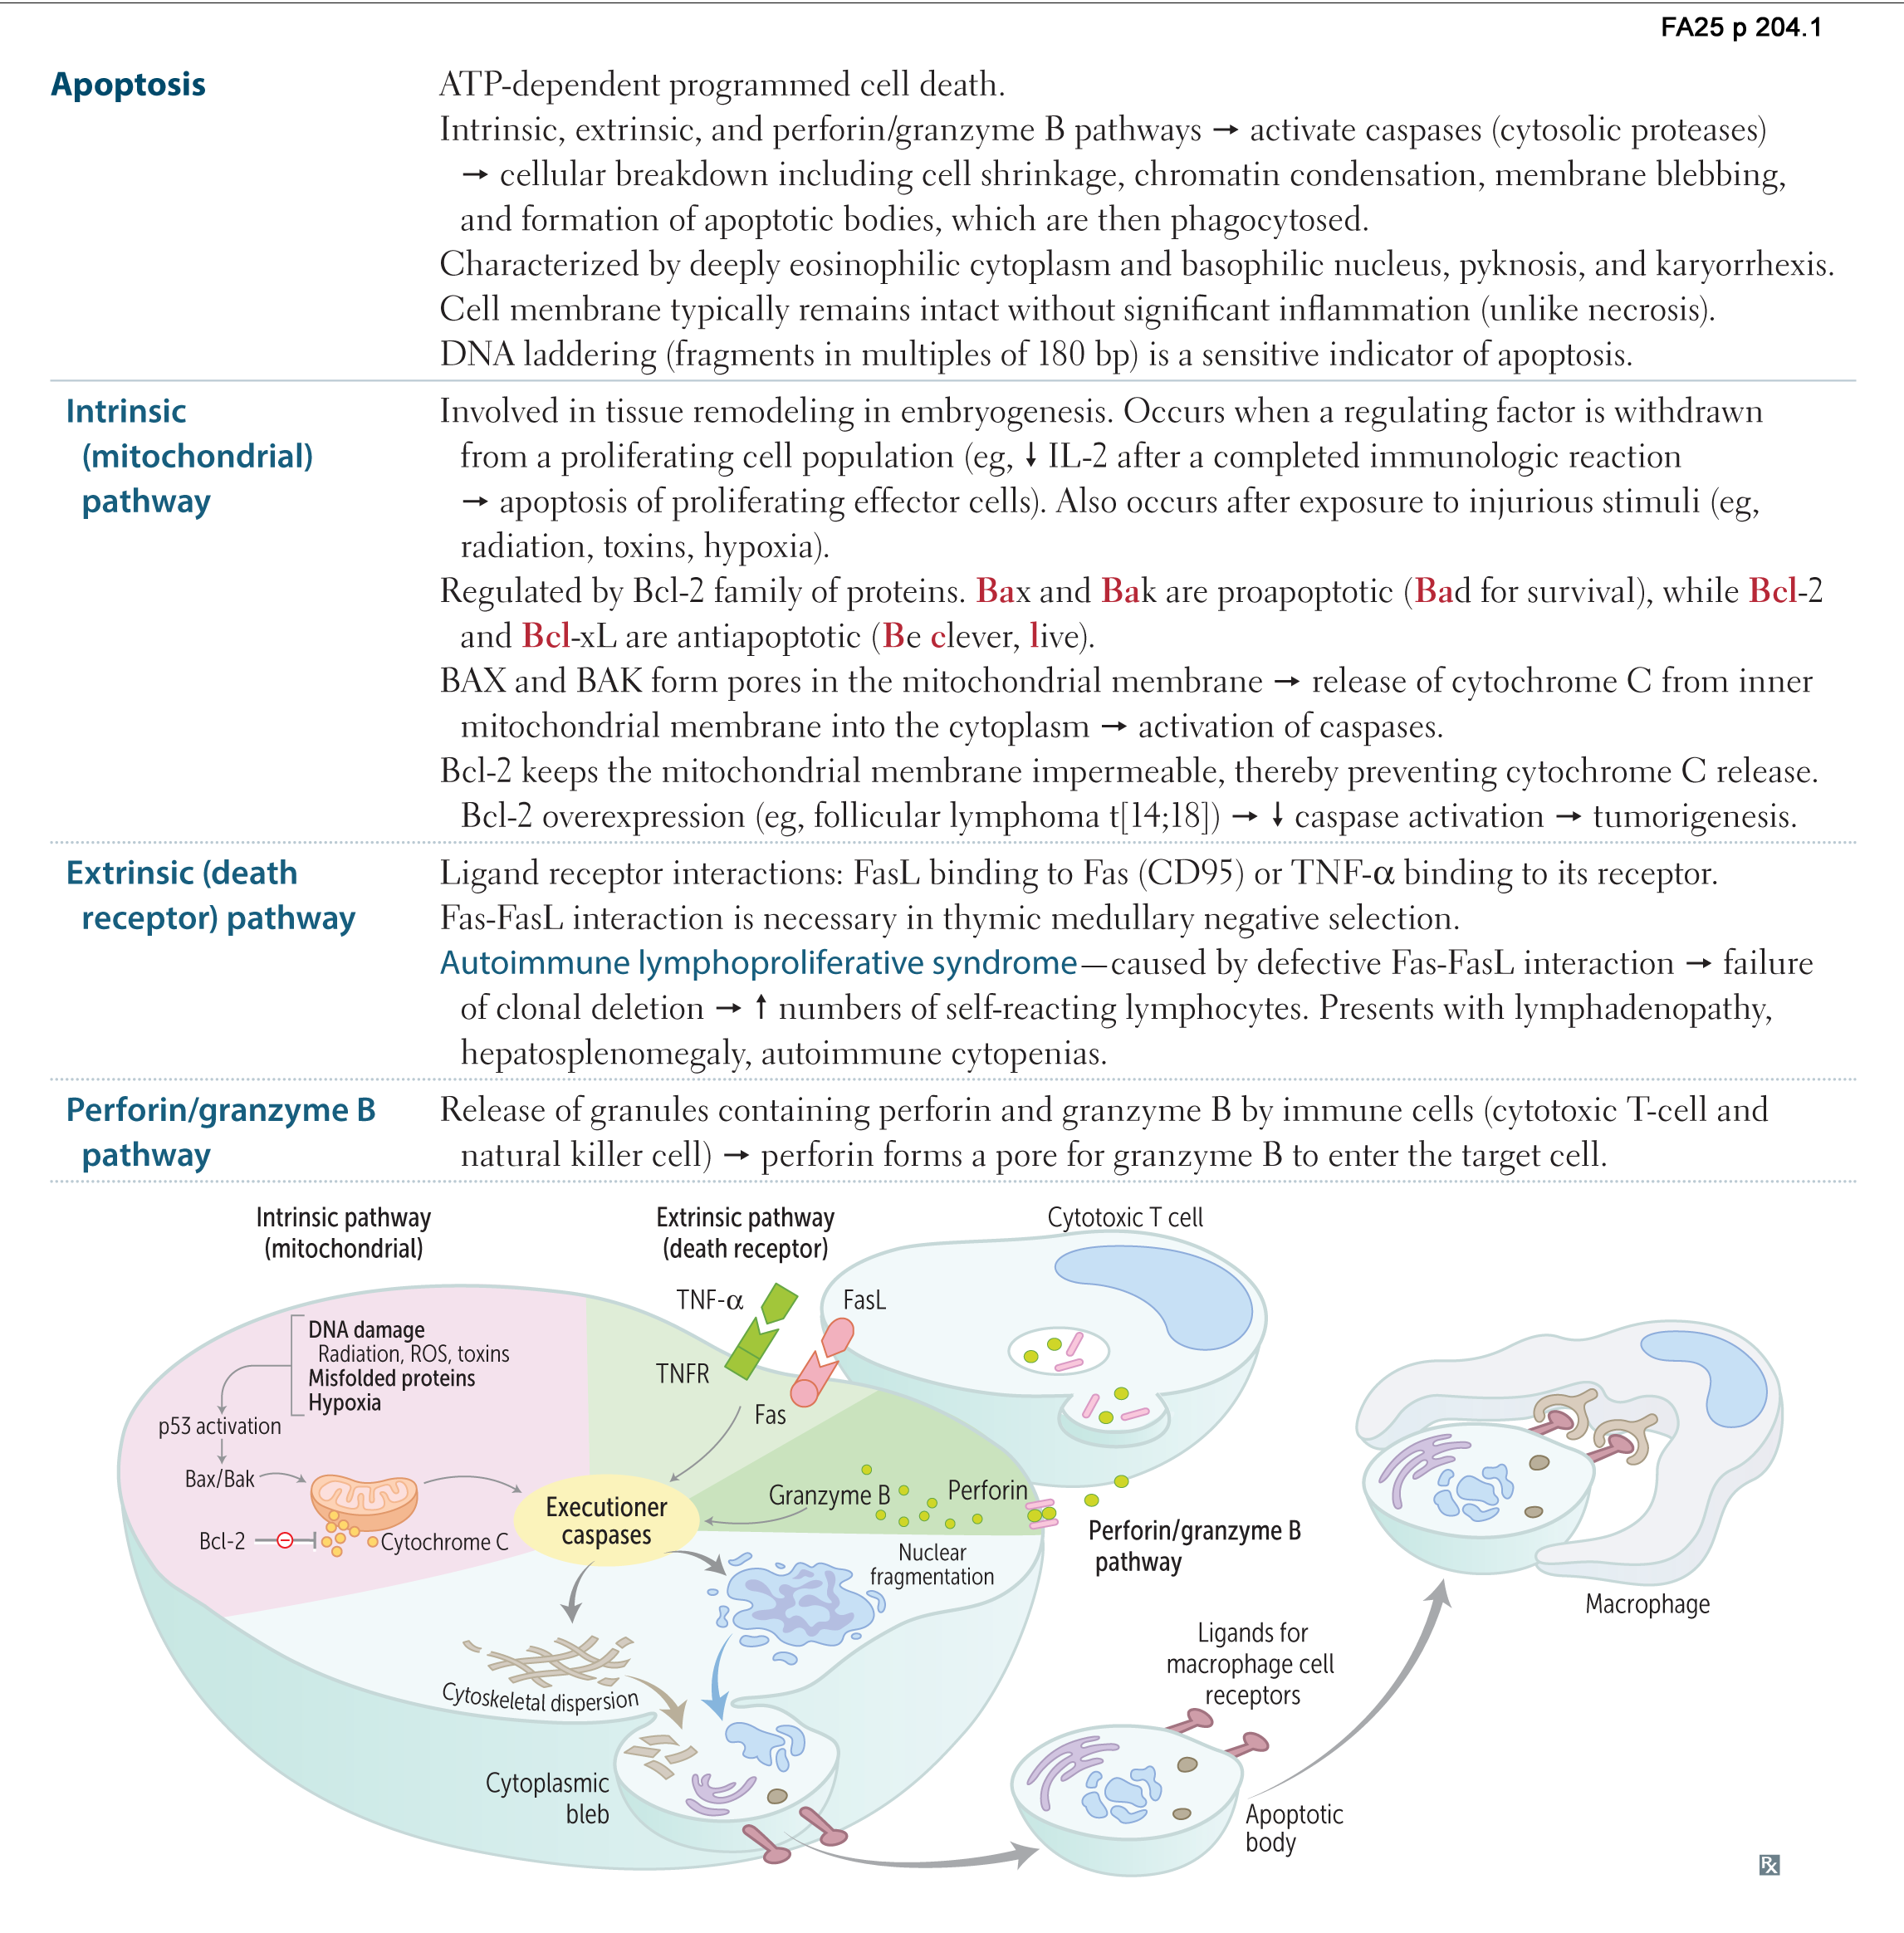 FA25 p 204.1
Apoptosis
ATP-dependent programmed cell death.
Intrinsic, extrinsic, and perforin/granzyme B pathways → activate caspases (cytosolic proteases)
→ cellular breakdown including cell shrinkage, chromatin condensation, membrane blebbing,
and formation of apoptotic bodies, which are then phagocytosed.
Characterized by deeply eosinophilic cytoplasm and basophilic nucleus, pyknosis, and karyorrhexis.
Cell membrane typically remains intact without significant inflammation (unlike necrosis).
DNA laddering (fragments in multiples of 180 bp) is a sensitive indicator of apoptosis.
Intrinsic
(mitochondrial)
pathway
Involved in tissue remodeling in embryogenesis. Occurs when a regulating factor is withdrawn
from a proliferating cell population (eg, ↓ IL-2 after a completed immunologic reaction
→ apoptosis of proliferating effector cells). Also occurs after exposure to injurious stimuli (eg,
radiation, toxins, hypoxia).
Regulated by Bcl-2 family of proteins. Bax and Bak are proapoptotic (Bad for survival), while Bcl-2
and Bcl-xL are antiapoptotic (Be clever, live).
BAX and BAK form pores in the mitochondrial membrane → release of cytochrome C from inner
mitochondrial membrane into the cytoplasm → activation of caspases.
Bcl-2 keeps the mitochondrial membrane impermeable, thereby preventing cytochrome C release.
Bcl-2 overexpression (eg, follicular lymphoma t[14;18]) → ↓ caspase activation → tumorigenesis.
Extrinsic (death
receptor) pathway
Ligand receptor interactions: FasL binding to Fas (CD95) or TNF-α binding to its receptor.
Fas-FasL interaction is necessary in thymic medullary negative selection.
Autoimmune lymphoproliferative syndrome—caused by defective Fas-FasL interaction → failure
of clonal deletion → ↑ numbers of self-reacting lymphocytes. Presents with lymphadenopathy,
hepatosplenomegaly, autoimmune cytopenias.
Perforin/granzyme B
pathway
Release of granules containing perforin and granzyme B by immune cells (cytotoxic T-cell and
natural killer cell) → perforin forms a pore for granzyme B to enter the target cell.
Intrinsic pathway
(mitochondrial)
Extrinsic pathway
(death receptor)
Cytotoxic T cell
TNF-α
FasL
TNFR
Fas
DNA damage
Radiation, ROS, toxins
Misfolded proteins
Hypoxia
p53 activation
Bax/Bak
Bcl-2
Cytochrome C
Executioner
caspases
Granzyme B
Perforin
Perforin/granzyme B
pathway
Nuclear
fragmentation
Cytoskeletal dispersion
Cytoplasmic
bleb
Ligands for
macrophage cell
receptors
Apoptotic
body
Macrophage
Rx